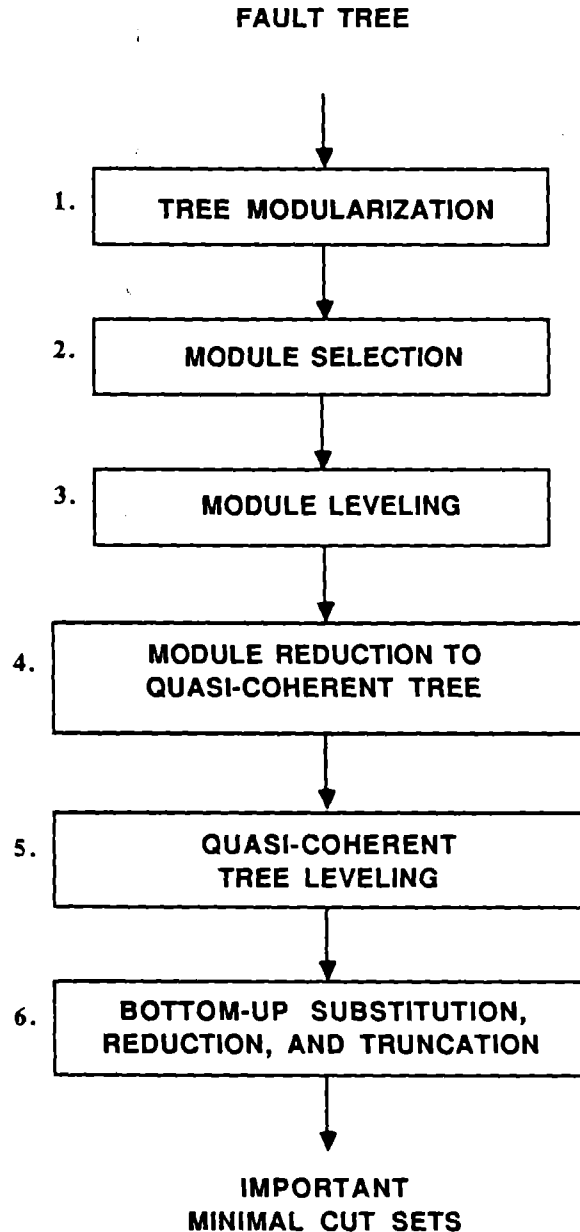 FAULT TREE
1. TREE MODULARIZATION
2. MODULE SELECTION
3. MODULE LEVELING
4. MODULE REDUCTION TO
QUASI-COHERENT TREE
5. QUASI-COHERENT
TREE LEVELING
6. BOTTOM-UP SUBSTITUTION,
REDUCTION, AND TRUNCATION
IMPORTANT
MINIMAL CUT SETS